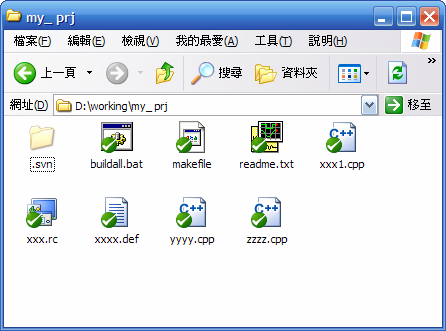 my_ prj
檔案(F) 編輯(E) 檢視(V) 我的最愛(A) 工具(T) 說明(H)
上一頁 搜尋 資料夾 »
網址(D) D:\working\my_prj 移至
.svn buildall.bat makefile readme.txt xxx1.cpp
xxx.rc xxxx.def yyyy.cpp zzzz.cpp